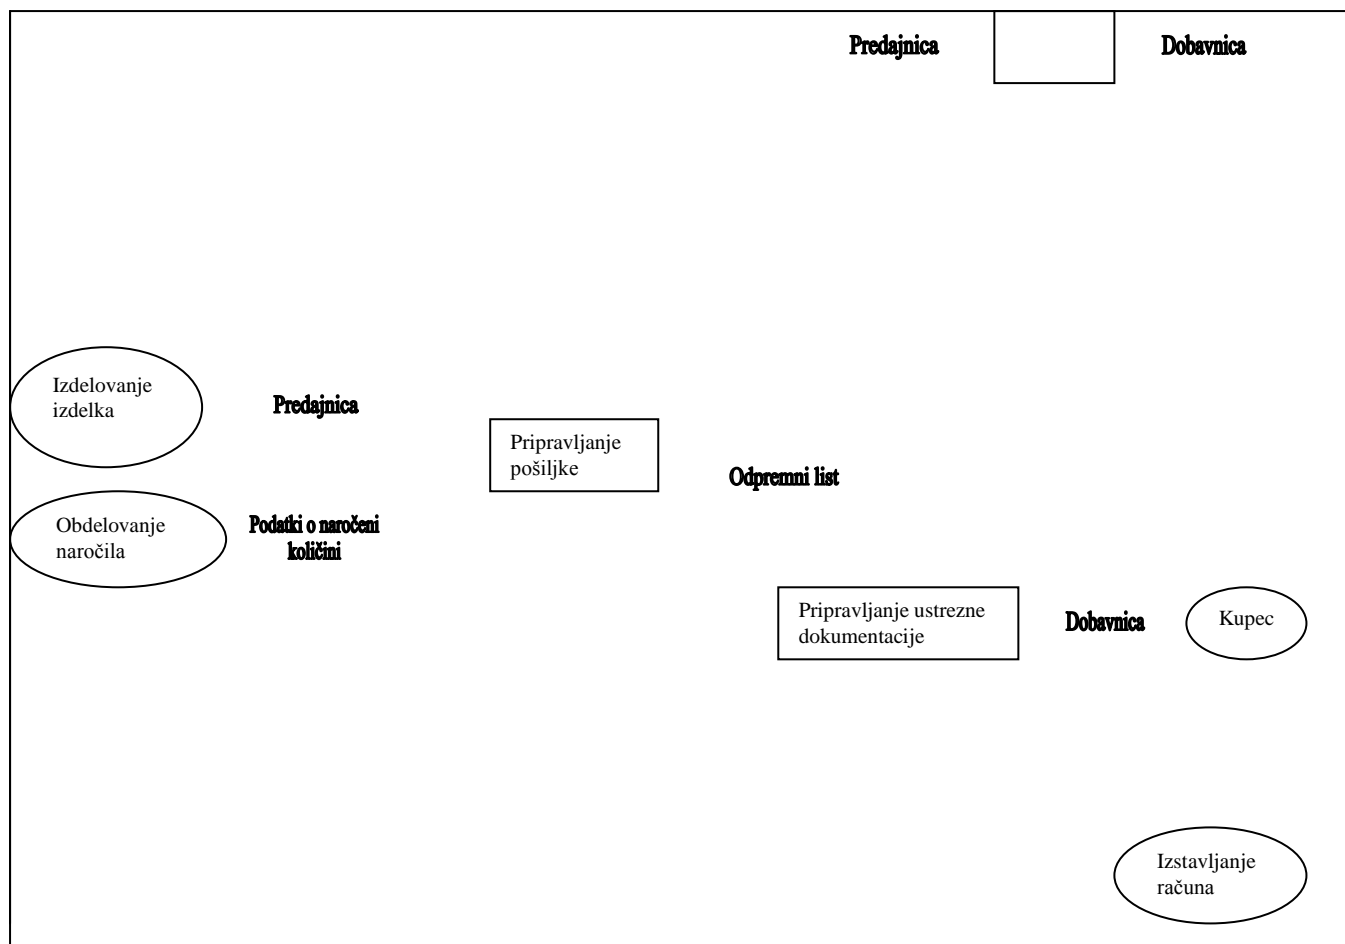 Predajnica
Dobavnica
Izdelovanje
izdelka
Predajnica
Pripravljanje
pošiljke
Odpremni list
Obdelovanje
naročila
Podatki o naročeni
količini
Pripravljanje ustrezne
dokumentacije
Dobavnica
Kupec
Izstavljanje
računa